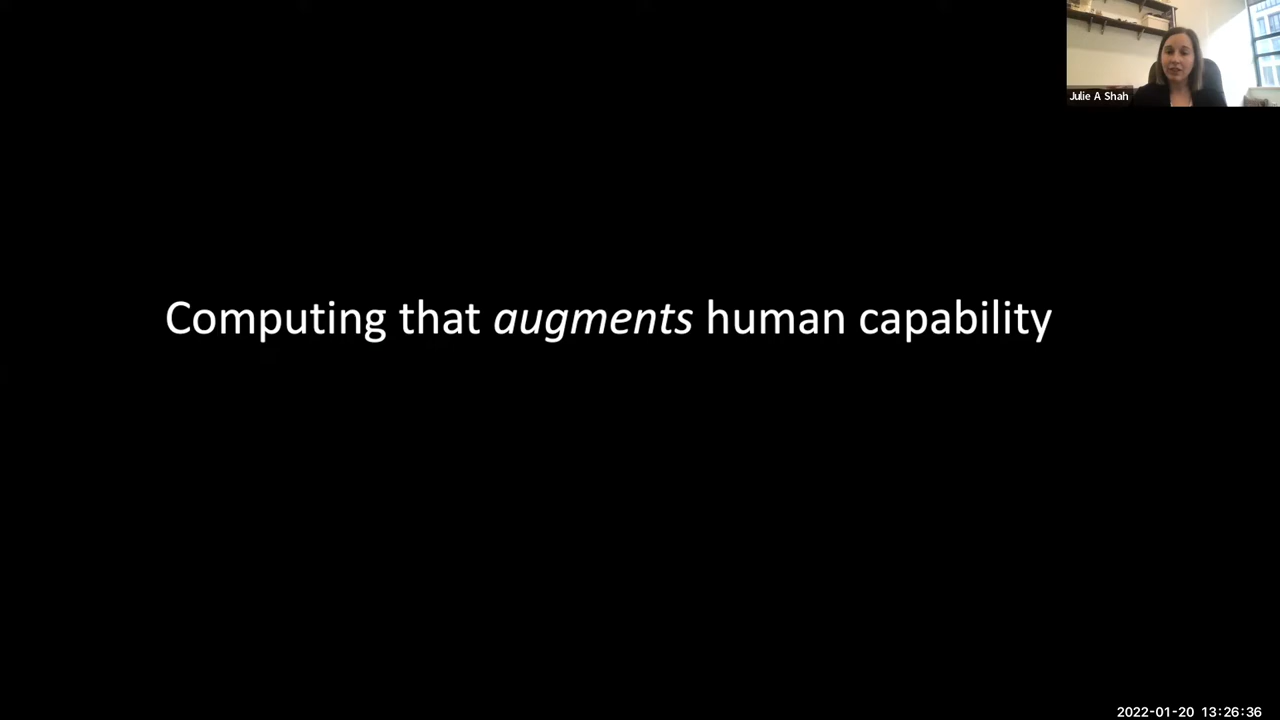 Julie A Shah
Computing that augments human capability
2022-01-20 13:26:36